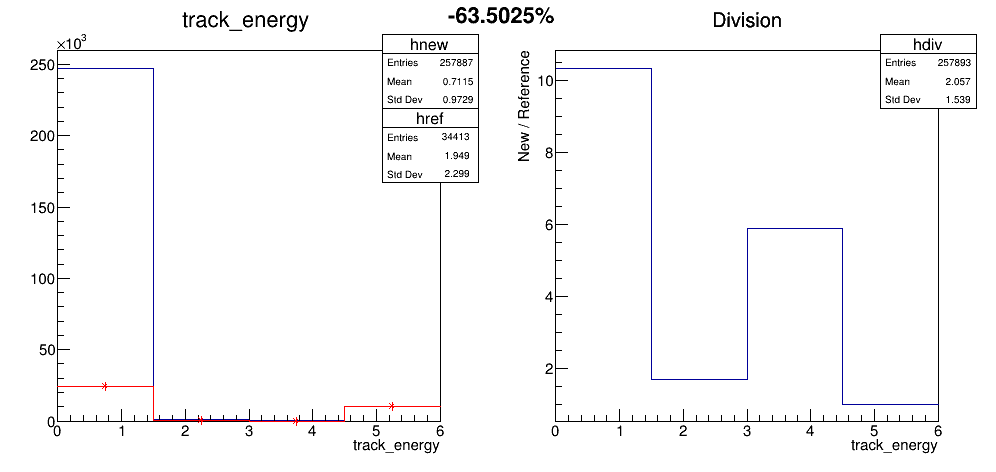 -63.5025%
track_energy
×10³
hnew
Entries 257887
Mean 0.7115
Std Dev 0.9729
href
Entries 34413
Mean 1.949
Std Dev 2.299
250
200
150
100
50
0
0 1 2 3 4 5 6
track_energy
Division
hdiv
Entries 257893
Mean 2.057
Std Dev 1.539
New / Reference
10
8
6
4
2
0 1 2 3 4 5 6
track_energy